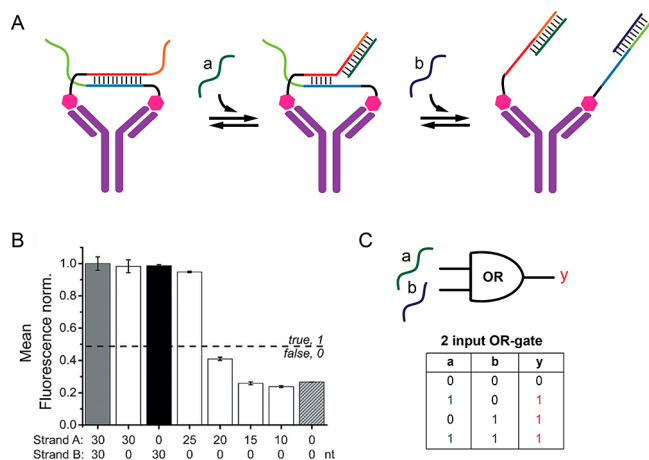 A
a
b
B
Mean
Fluorescence norm.
1.0
0.8
0.6
0.4
0.2
0.0
true, 1
false, 0
Strand A: 30 30 0 25 20 15 10 0
Strand B: 30 0 30 0 0 0 0 0 nt
C
a
b
OR
y
2 input OR-gate
a b y
0 0 0
1 0 1
0 1 1
1 1 1